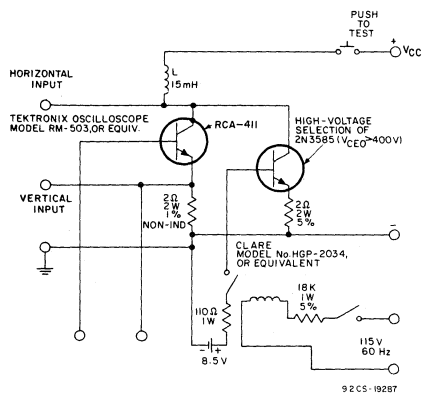 PUSH
TO
TEST
+
VCC
L
15mH
HORIZONTAL
INPUT
TEKTRONIX OSCILLOSCOPE
MODEL RM-503,OR EQUIV.
RCA-411
HIGH-VOLTAGE
SELECTION OF
2N3585 (VCEO>400V)
VERTICAL
INPUT
2Ω
2W
1%
NON-IND
2Ω
2W
5%
–
CLARE
MODEL No.HGP-2034,
OR EQUIVALENT
110Ω
1W
18K
1W
5%
- +
8.5V
115V
60 Hz
92CS-19287